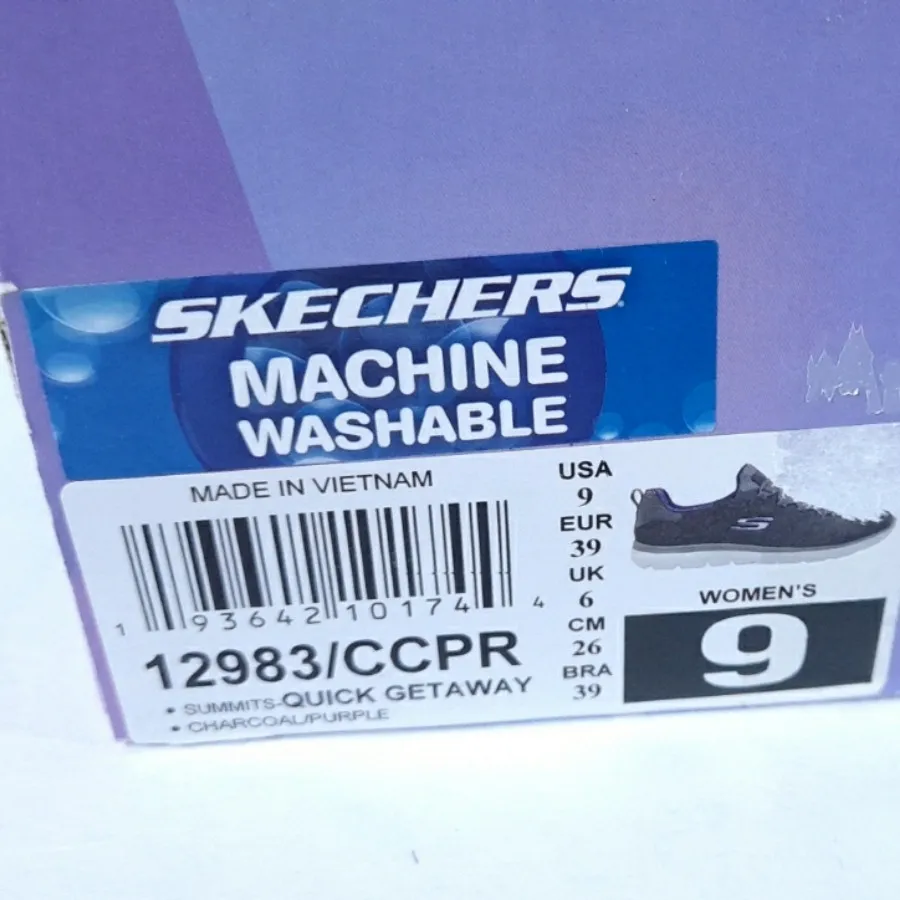 SKECHERS
MACHINE
WASHABLE
MADE IN VIETNAM
1 93642 10174 4
12983/CCPR
• SUMMITS-QUICK GETAWAY
• CHARCOAL/PURPLE
USA
9
EUR
39
UK
6
CM
26
BRA
39
WOMEN'S
9